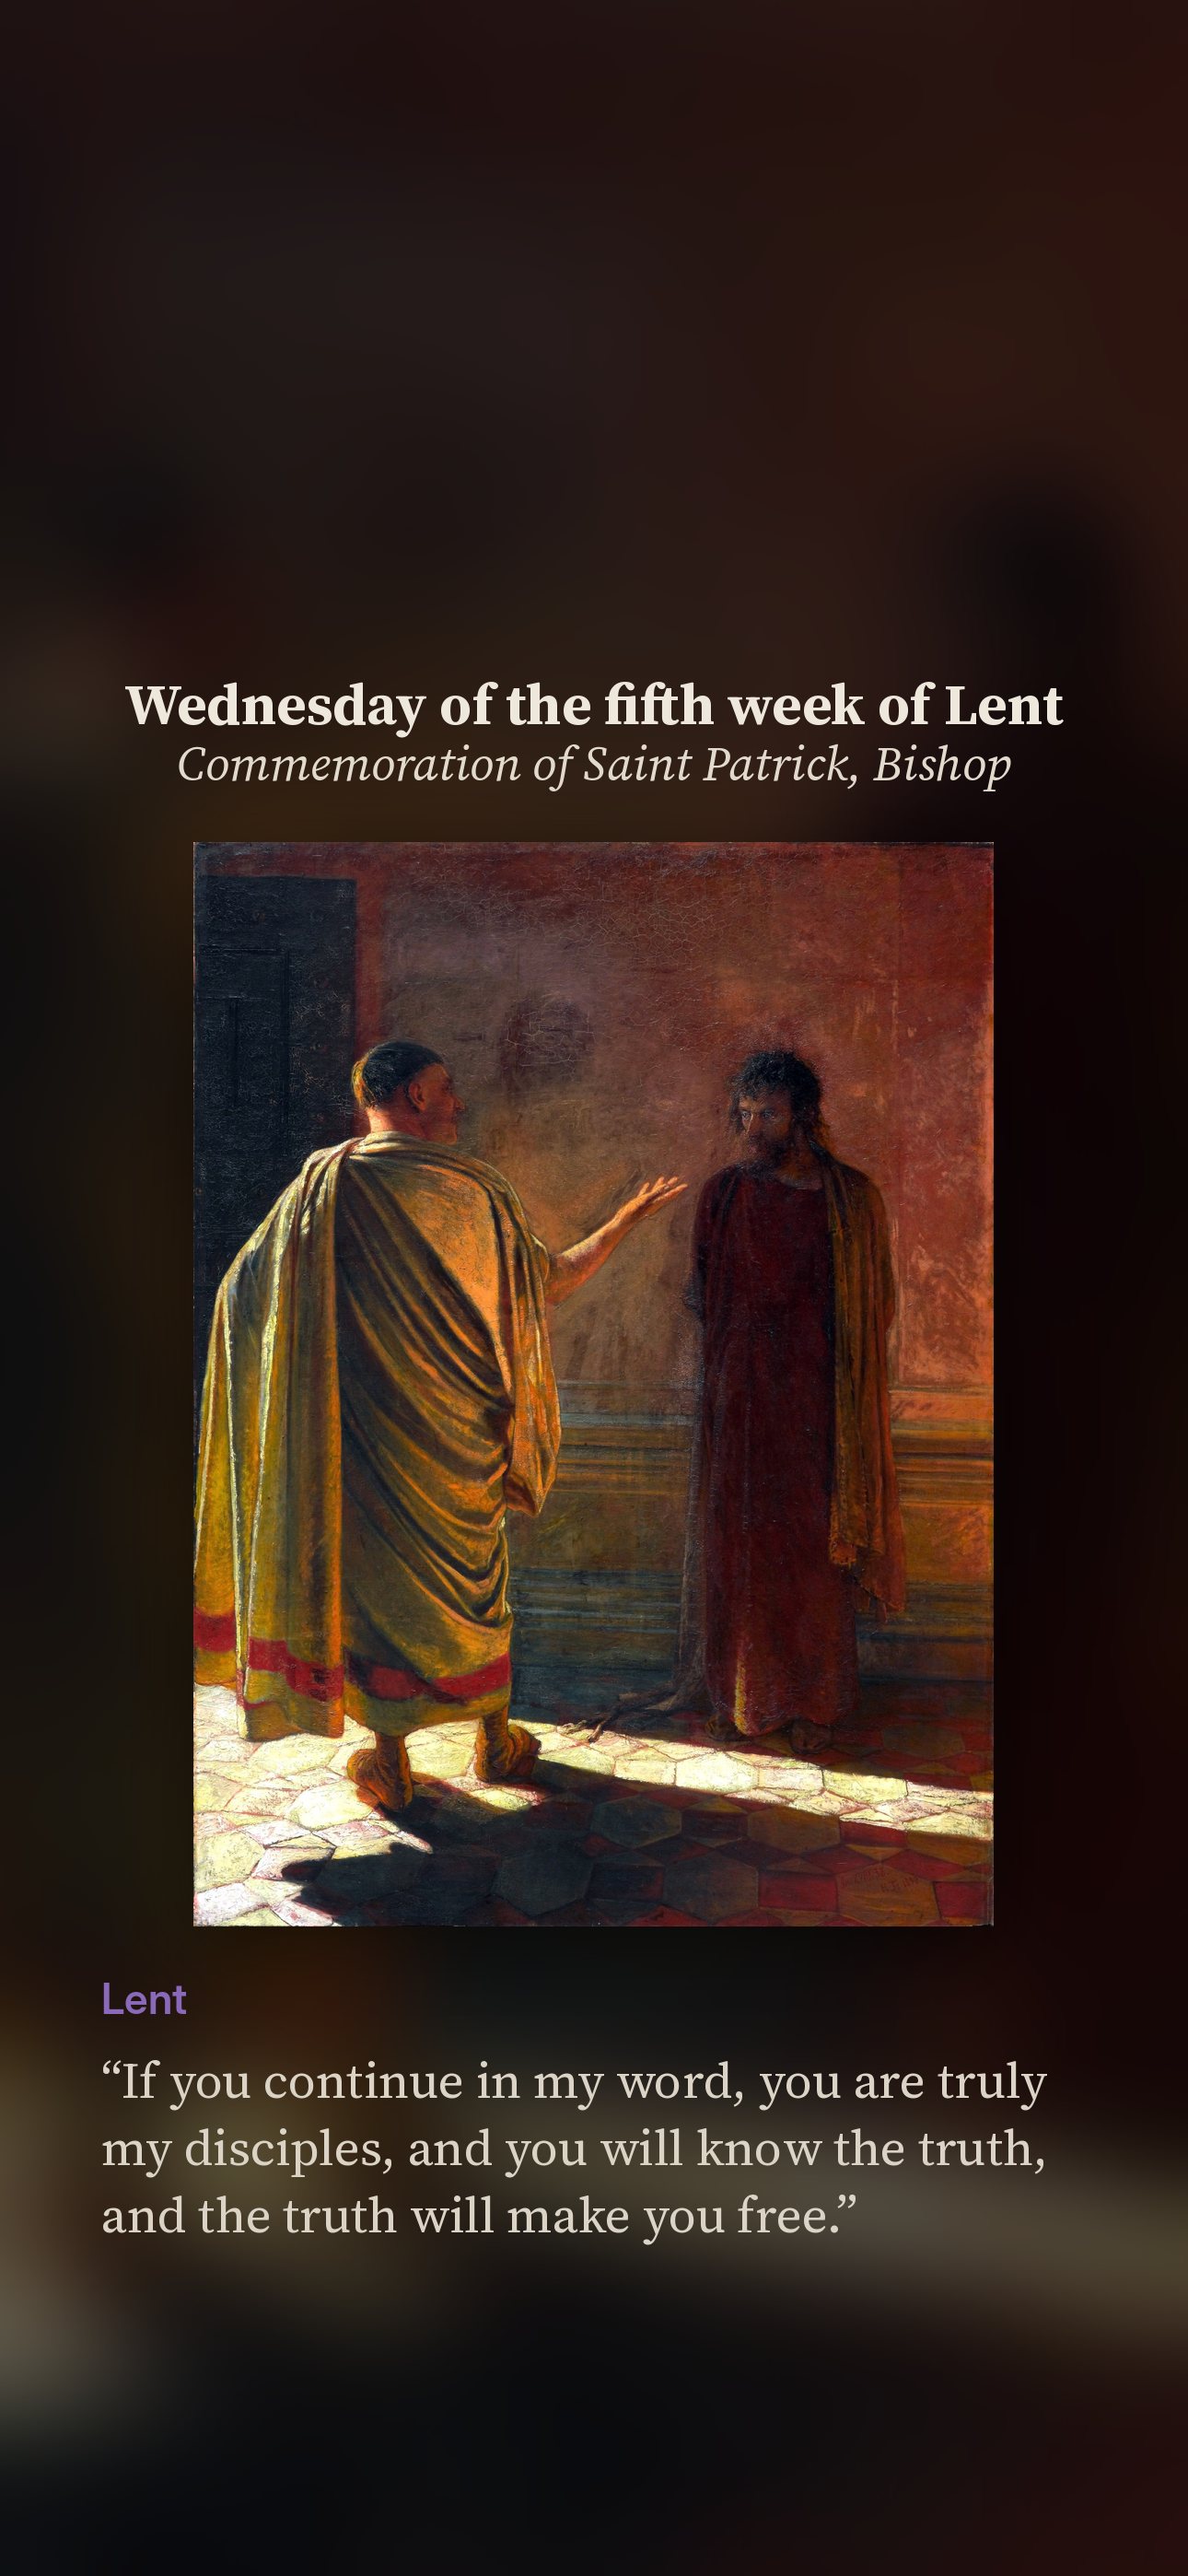 Wednesday of the fifth week of Lent
Commemoration of Saint Patrick, Bishop
Lent
“If you continue in my word, you are truly
my disciples, and you will know the truth,
and the truth will make you free.”